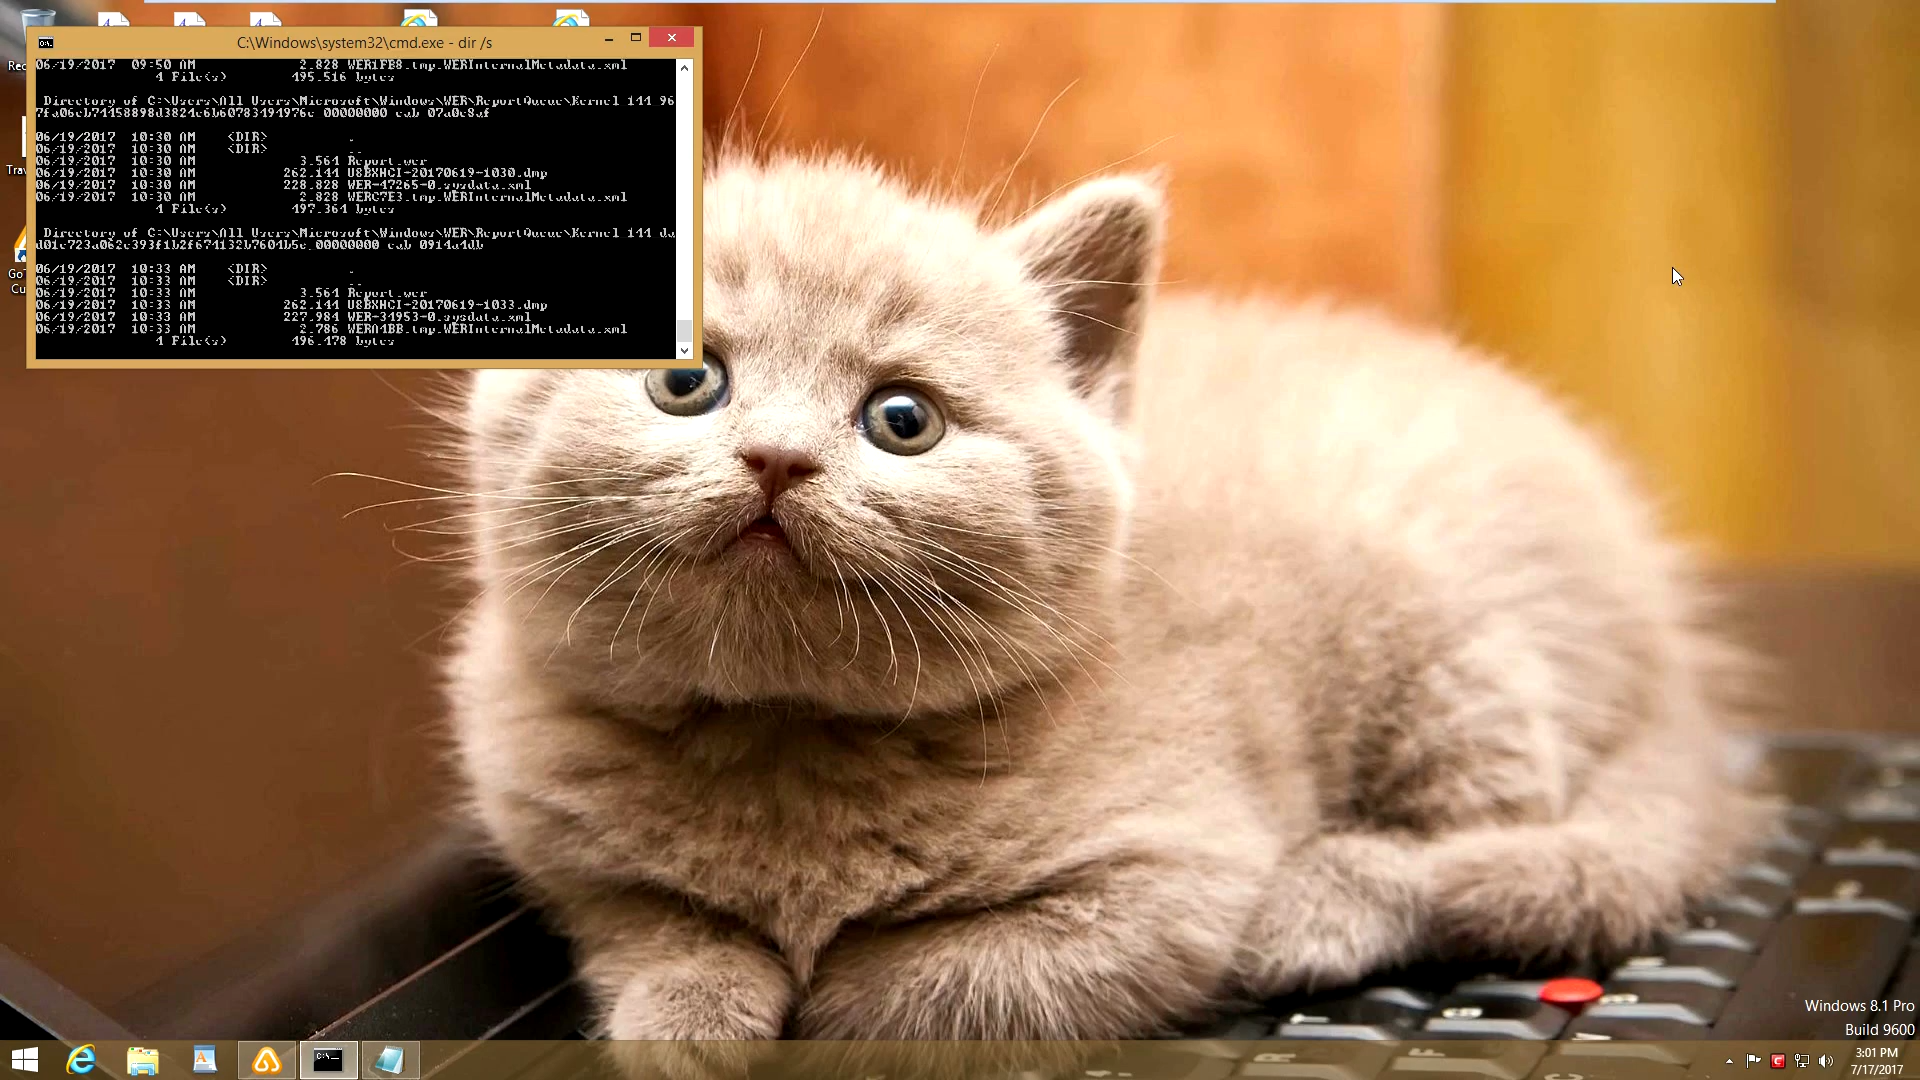 C:\Windows\system32\cmd.exe - dir /s
06/19/2017  09:50 AM             2,828 WER1FB8.tmp.WERInternalMetadata.xml
4 File(s)        495,516 bytes
Directory of C:\Users\All Users\Microsoft\Windows\WER\ReportQueue\Kernel_144_96
06/19/2017  10:30 AM    <DIR>          .
06/19/2017  10:30 AM    <DIR>          ..
06/19/2017  10:30 AM             3,564 Report.wer
06/19/2017  10:30 AM           262,144 USBXHCI-20170619-1030.dmp
06/19/2017  10:30 AM           228,828 WER-47265-0.sysdata.xml
06/19/2017  10:30 AM             2,828 WERC7E3.tmp.WERInternalMetadata.xml
4 File(s)        497,364 bytes
Directory of C:\Users\All Users\Microsoft\Windows\WER\ReportQueue\Kernel_144_da
d01c723a062c393f1b2f674132b7604b5e_00000000_cab_0914a4db
06/19/2017  10:33 AM    <DIR>          .
06/19/2017  10:33 AM    <DIR>          ..
06/19/2017  10:33 AM             3,564 Report.wer
06/19/2017  10:33 AM           262,144 USBXHCI-20170619-1033.dmp
06/19/2017  10:33 AM           227,984 WER-34953-0.sysdata.xml
06/19/2017  10:33 AM             2,786 WERA4BB.tmp.WERInternalMetadata.xml
4 File(s)        496,478 bytes
Windows 8.1 Pro
Build 9600
3:01 PM
7/17/2017